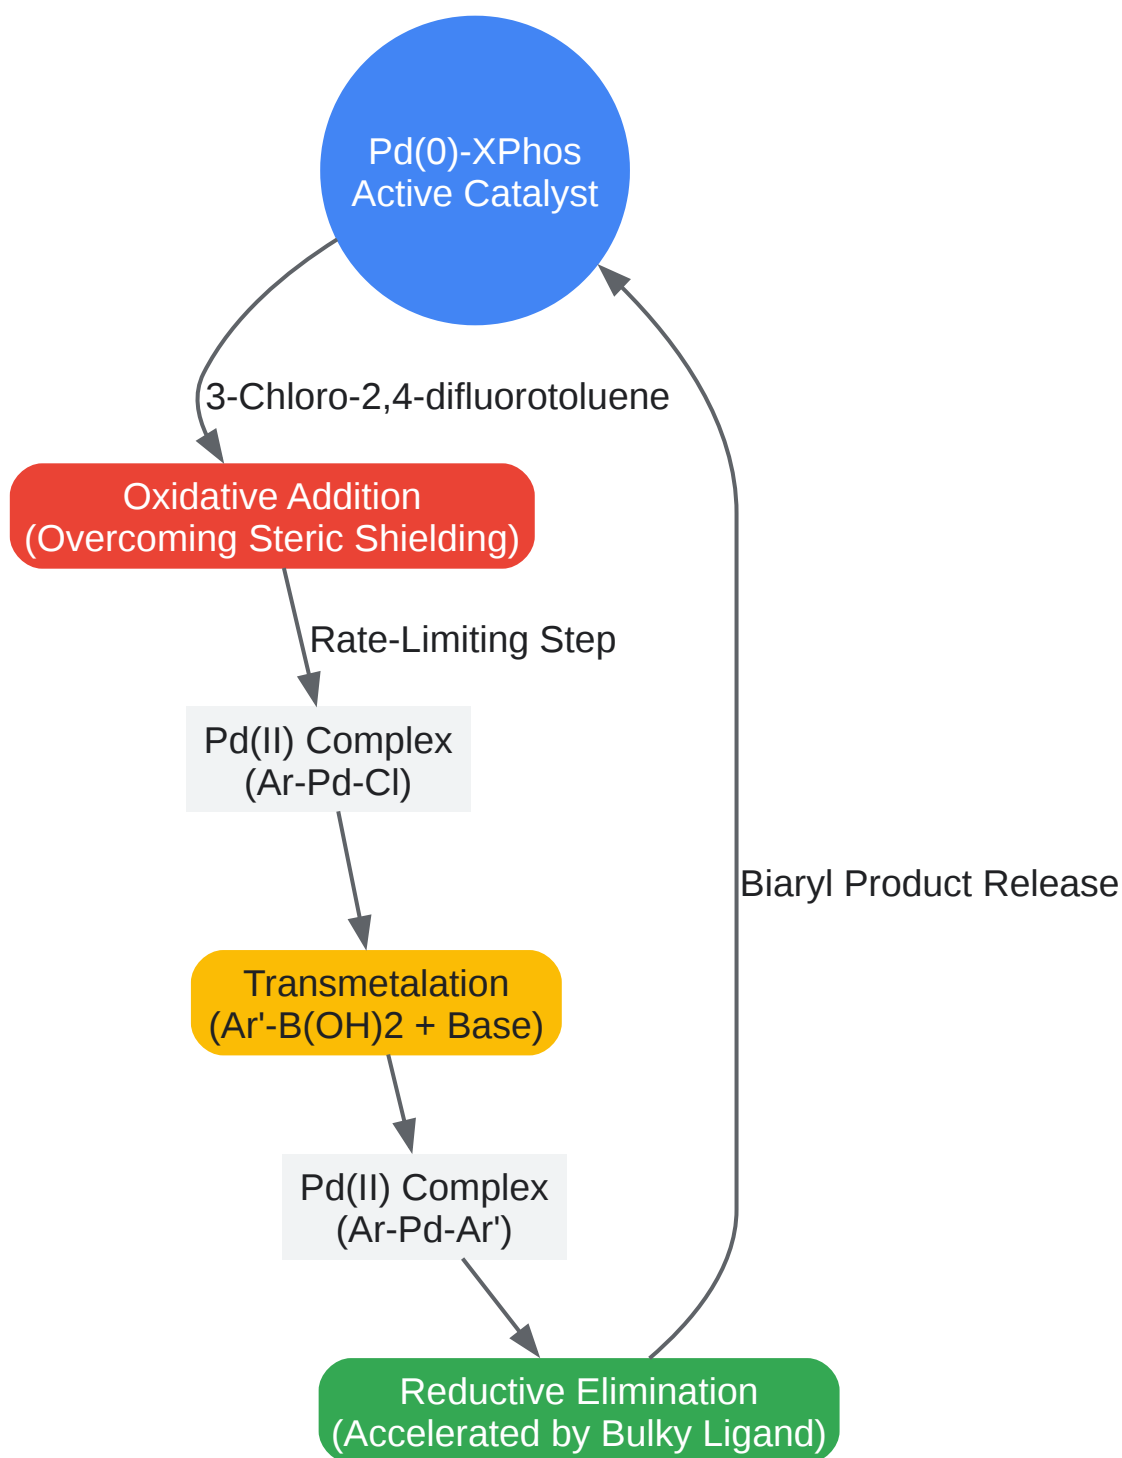 Pd(0)-XPhos
Active Catalyst
3-Chloro-2,4-difluorotoluene
Oxidative Addition
(Overcoming Steric Shielding)
Rate-Limiting Step
Pd(II) Complex
(Ar-Pd-Cl)
Biaryl Product Release
Transmetalation
(Ar'-B(OH)2 + Base)
Pd(II) Complex
(Ar-Pd-Ar')
Reductive Elimination
(Accelerated by Bulky Ligand)